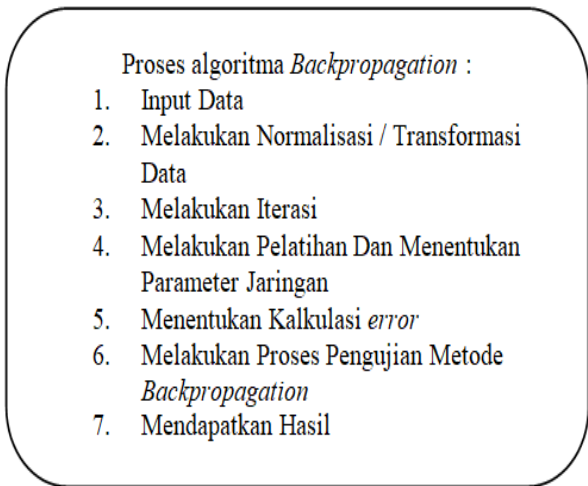 Proses algoritma Backpropagation :
1. Input Data
2. Melakukan Normalisasi / Transformasi
Data
3. Melakukan Iterasi
4. Melakukan Pelatihan Dan Menentukan
Parameter Jaringan
5. Menentukan Kalkulasi error
6. Melakukan Proses Pengujian Metode
Backpropagation
7. Mendapatkan Hasil